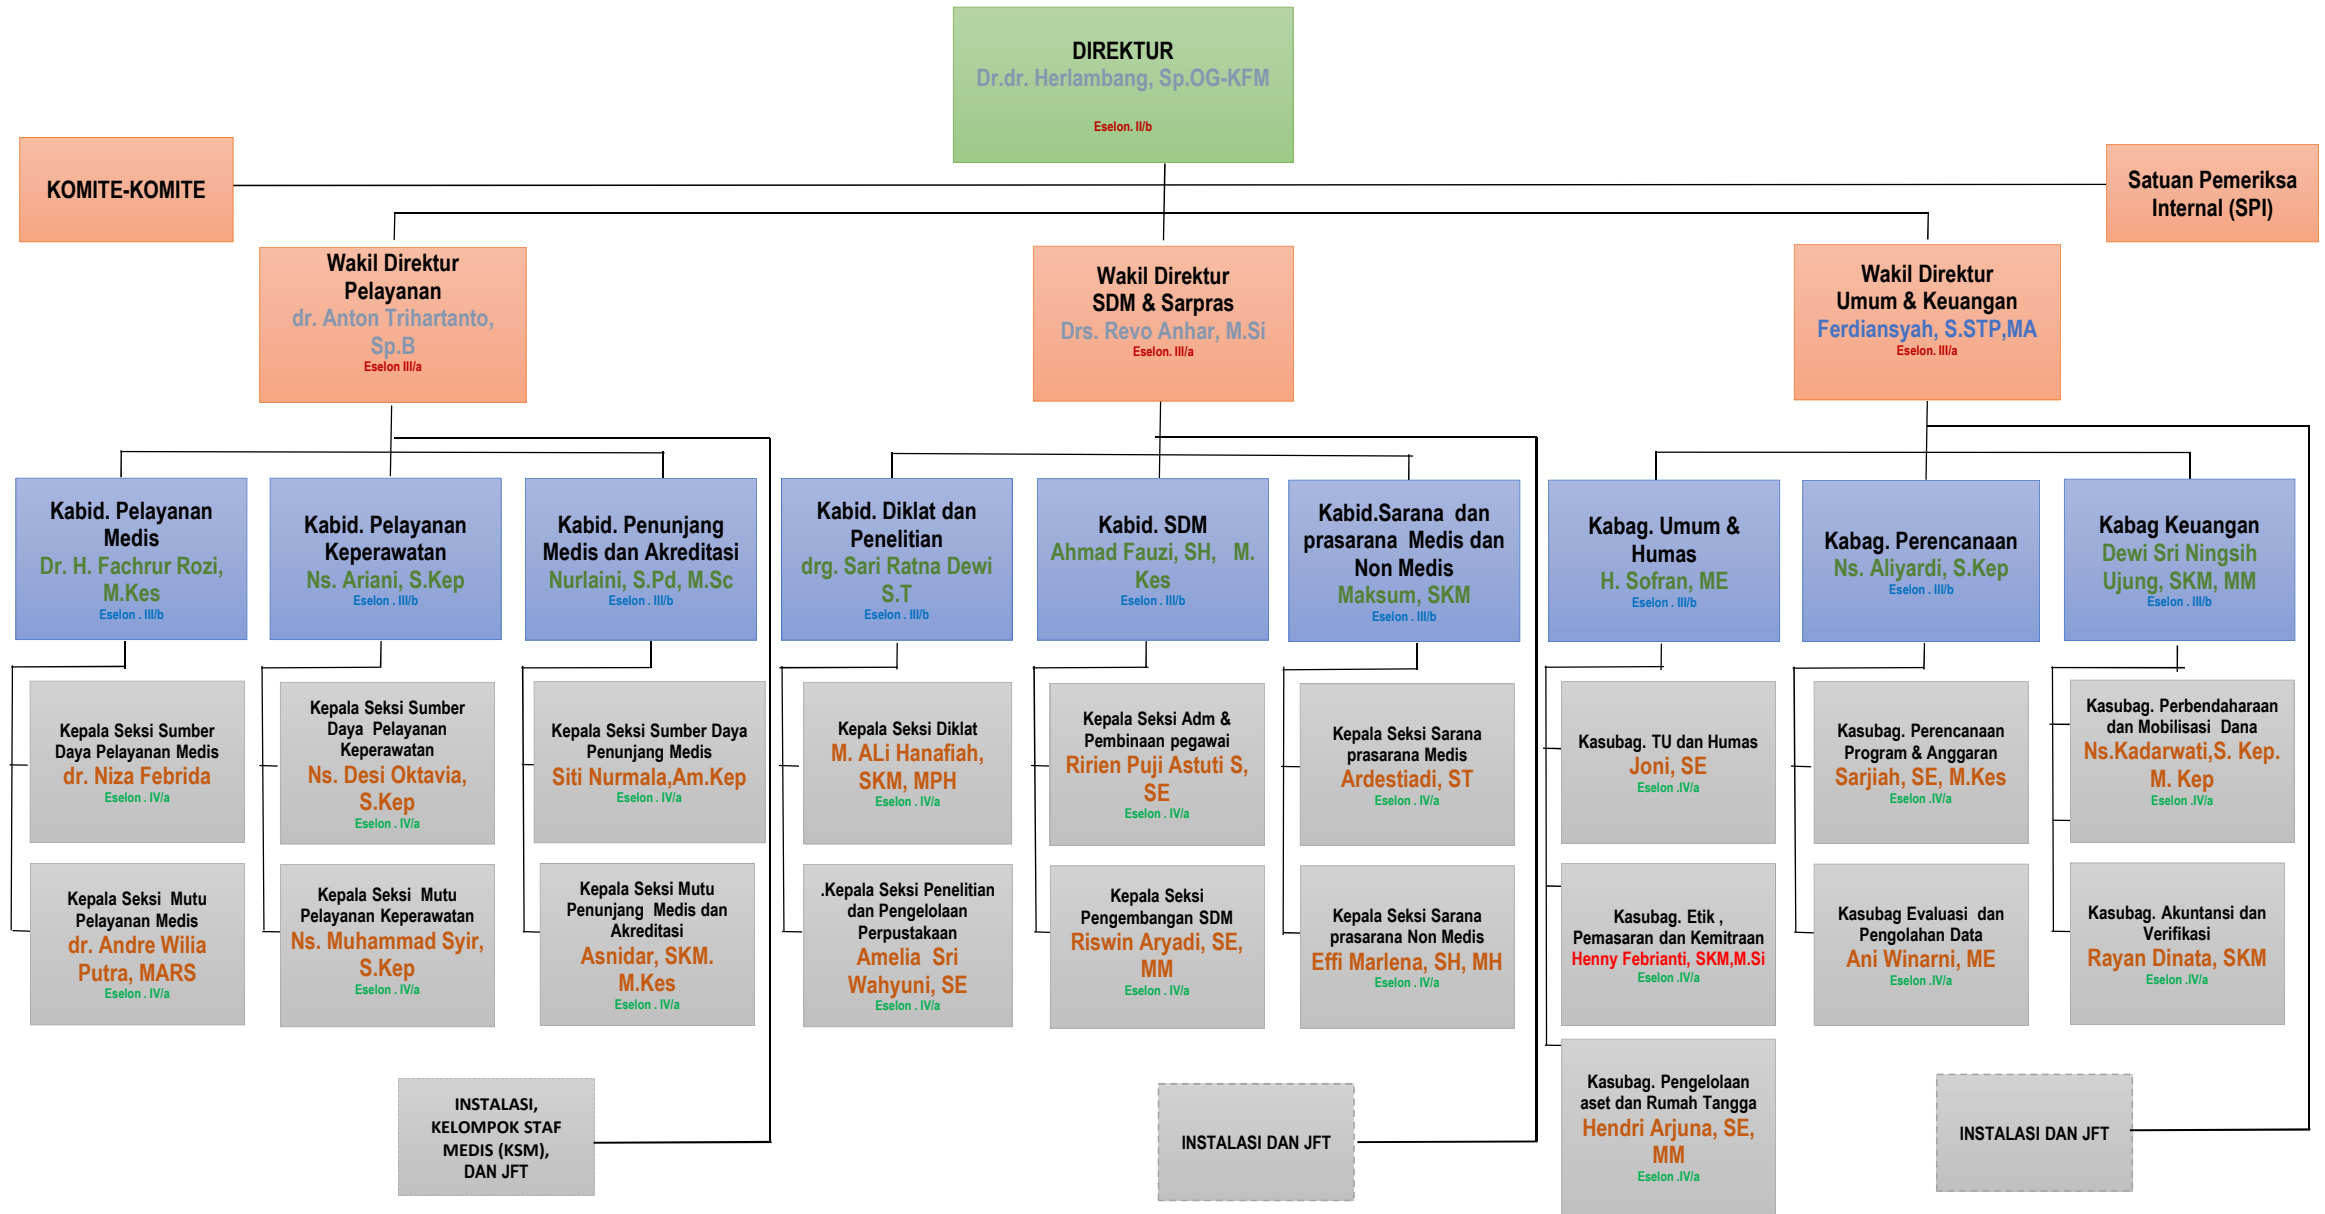 DIREKTUR
Dr.dr. Herlambang, Sp.OG-KFM
Eselon. II/b
KOMITE-KOMITE
Satuan Pemeriksa
Internal (SPI)
Wakil Direktur
Pelayanan
dr. Anton Trihartanto,
Sp.B
Eselon III/a
Wakil Direktur
SDM & Sarpras
Drs. Revo Anhar, M.Si
Eselon. III/a
Wakil Direktur
Umum & Keuangan
Ferdiansyah, S.STP,MA
Eselon. III/a
Kabid. Pelayanan
Medis
Dr. H. Fachrur Rozi,
M.Kes
Eselon . III/b
Kabid. Pelayanan
Keperawatan
Ns. Ariani, S.Kep
Eselon . III/b
Kabid. Penunjang
Medis dan Akreditasi
Nurlaini, S.Pd, M.Sc
Eselon . III/b
Kabid. Diklat dan
Penelitian
drg. Sari Ratna Dewi
S.T
Eselon . III/b
Kabid. SDM
Ahmad Fauzi, SH, M.
Kes
Eselon . III/b
Kabid.Sarana dan
prasarana Medis dan
Non Medis
Maksum, SKM
Eselon . III/b
Kabag. Umum &
Humas
H. Sofran, ME
Eselon . III/b
Kabag. Perencanaan
Ns. Aliyardi, S.Kep
Eselon . III/b
Kabag Keuangan
Dewi Sri Ningsih
Ujung, SKM, MM
Eselon . III/b
Kepala Seksi Sumber
Daya Pelayanan Medis
dr. Niza Febrida
Eselon . IV/a
Kepala Seksi Sumber
Daya Pelayanan
Keperawatan
Ns. Desi Oktavia,
S.Kep
Eselon . IV/a
Kepala Seksi Sumber Daya
Penunjang Medis
Siti Nurmala,Am.Kep
Eselon . IV/a
Kepala Seksi Diklat
M. ALi Hanafiah,
SKM, MPH
Eselon . IV/a
Kepala Seksi Adm &
Pembinaan pegawai
Ririen Puji Astuti S,
SE
Eselon . IV/a
Kepala Seksi Sarana
prasarana Medis
Ardestiadi, ST
Eselon . IV/a
Kasubag. TU dan Humas
Joni, SE
Eselon .IV/a
Kasubag. Perencanaan
Program & Anggaran
Sarjiah, SE, M.Kes
Eselon .IV/a
Kasubag. Perbendaharaan
dan Mobilisasi Dana
Ns.Kadarwati,S. Kep.
M. Kep
Eselon .IV/a
Kepala Seksi Mutu
Pelayanan Medis
dr. Andre Wilia
Putra, MARS
Eselon . IV/a
Kepala Seksi Mutu
Pelayanan Keperawatan
Ns. Muhammad Syir,
S.Kep
Eselon . IV/a
Kepala Seksi Mutu
Penunjang Medis dan
Akreditasi
Asnidar, SKM.
M.Kes
Eselon . IV/a
.Kepala Seksi Penelitian
dan Pengelolaan
Perpustakaan
Amelia Sri
Wahyuni, SE
Eselon . IV/a
Kepala Seksi
Pengembangan SDM
Riswin Aryadi, SE,
MM
Eselon . IV/a
Kepala Seksi Sarana
prasarana Non Medis
Effi Marlena, SH, MH
Eselon . IV/a
Kasubag. Etik ,
Pemasaran dan Kemitraan
Henny Febrianti, SKM,M.Si
Eselon .IV/a
Kasubag Evaluasi dan
Pengolahan Data
Ani Winarni, ME
Eselon .IV/a
Kasubag. Akuntansi dan
Verifikasi
Rayan Dinata, SKM
Eselon .IV/a
Kasubag. Pengelolaan
aset dan Rumah Tangga
Hendri Arjuna, SE,
MM
Eselon .IV/a
INSTALASI,
KELOMPOK STAF
MEDIS (KSM),
DAN JFT
INSTALASI DAN JFT
INSTALASI DAN JFT